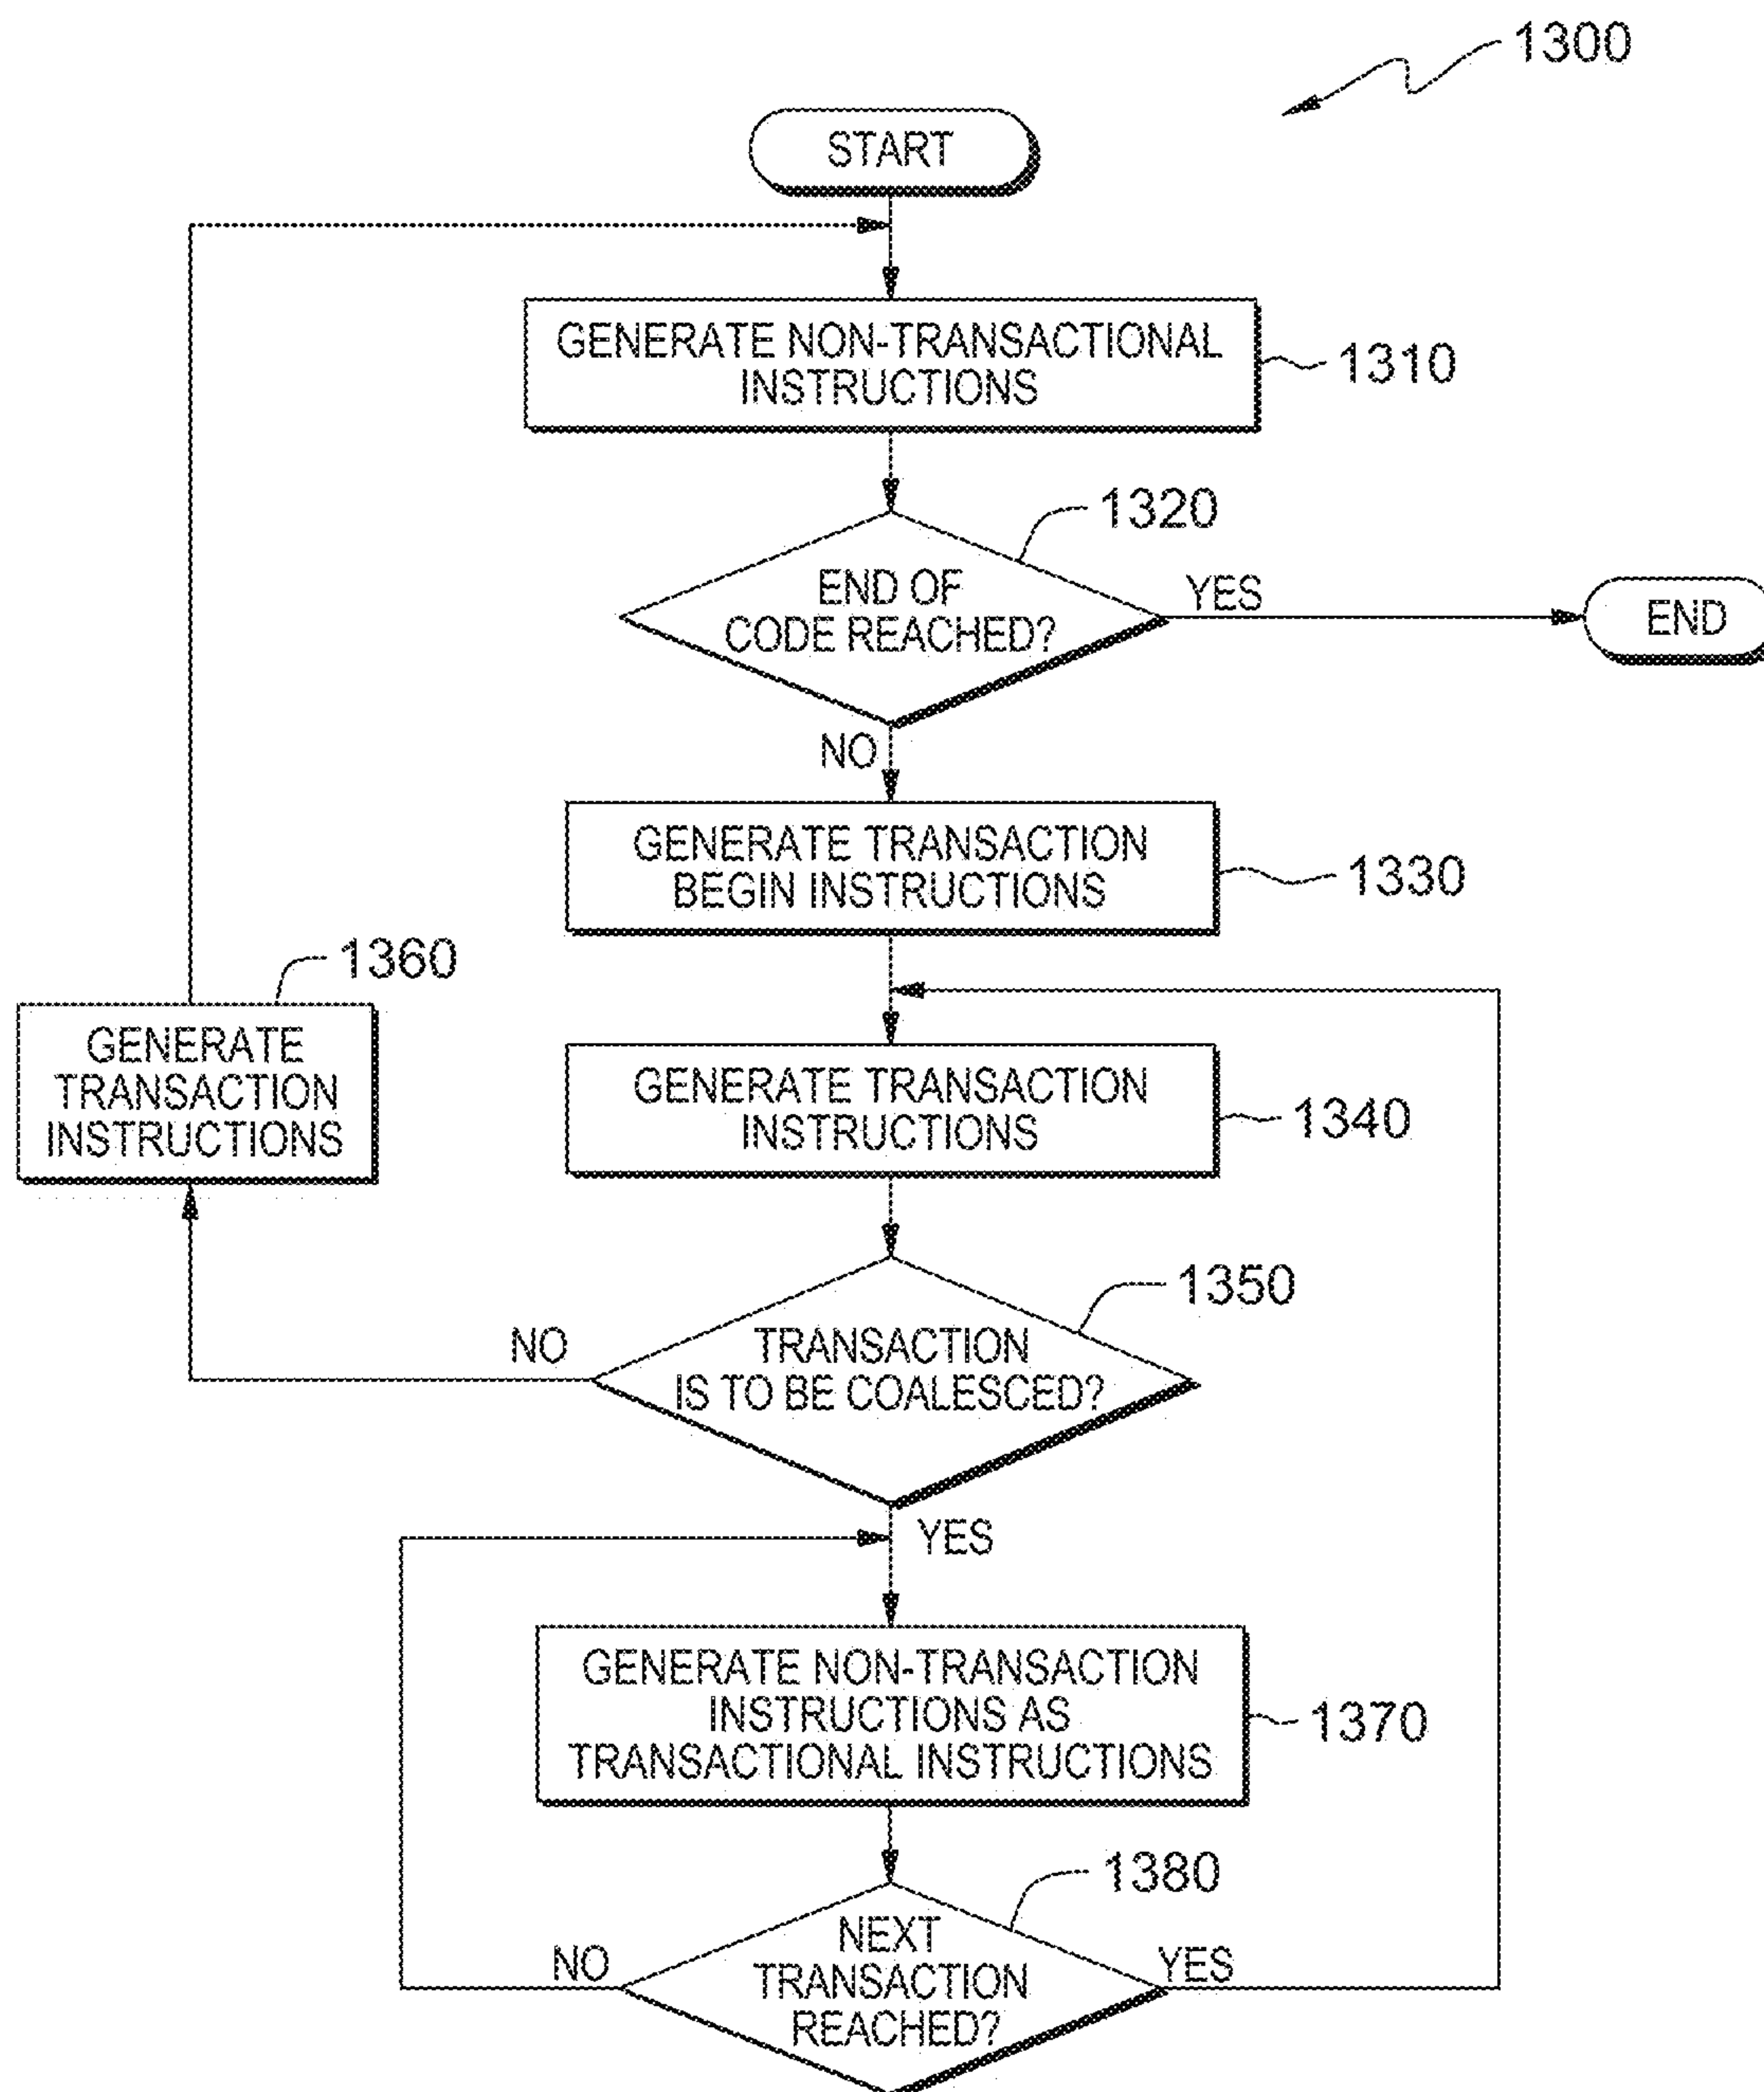 1300
START
GENERATE NON-TRANSACTIONAL
INSTRUCTIONS
1310
1320
END OF
CODE REACHED?
YES
END
NO
GENERATE TRANSACTION
BEGIN INSTRUCTIONS
1330
1360
GENERATE
TRANSACTION
INSTRUCTIONS
GENERATE TRANSACTION
INSTRUCTIONS
1340
1350
NO
TRANSACTION
IS TO BE COALESCED?
YES
GENERATE NON-TRANSACTION
INSTRUCTIONS AS
TRANSACTIONAL INSTRUCTIONS
1370
1380
NO
NEXT
TRANSACTION
REACHED?
YES